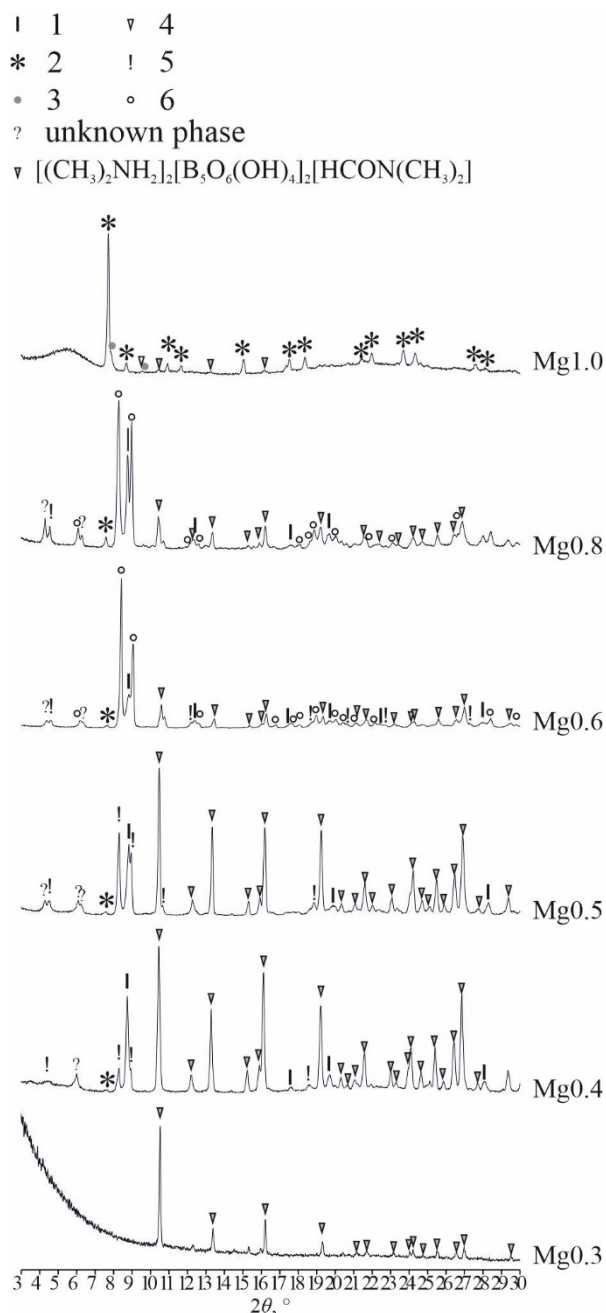 1 4
* 2 ! 5
3 6
? unknown phase
[(CH₃)₂NH₂]₂[B₅O₆(OH)₄]₂[HCON(CH₃)₂]
Mg1.0
Mg0.8
Mg0.6
Mg0.5
Mg0.4
Mg0.3
3 4 5 6 7 8 9 10 11 12 13 14 15 16 17 18 19 20 21 22 23 24 25 26 27 28 29 30
2θ, °